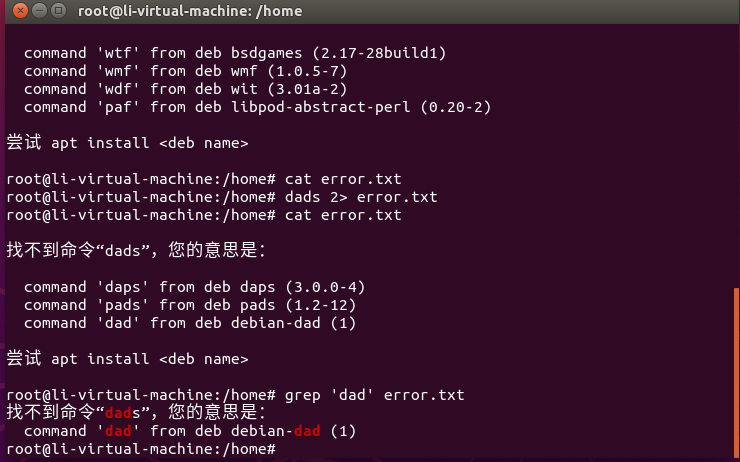 root@li-virtual-machine: /home
command 'wtf' from deb bsdgames (2.17-28build1)
command 'wmf' from deb wmf (1.0.5-7)
command 'wdf' from deb wit (3.01a-2)
command 'paf' from deb libpod-abstract-perl (0.20-2)
尝试 apt install <deb name>
root@li-virtual-machine:/home# cat error.txt
root@li-virtual-machine:/home# dads 2> error.txt
root@li-virtual-machine:/home# cat error.txt
找不到命令“dads”，您的意思是：
command 'daps' from deb daps (3.0.0-4)
command 'pads' from deb pads (1.2-12)
command 'dad' from deb debian-dad (1)
尝试 apt install <deb name>
root@li-virtual-machine:/home# grep 'dad' error.txt
找不到命令“dads”，您的意思是：
command 'dad' from deb debian-dad (1)
root@li-virtual-machine:/home#